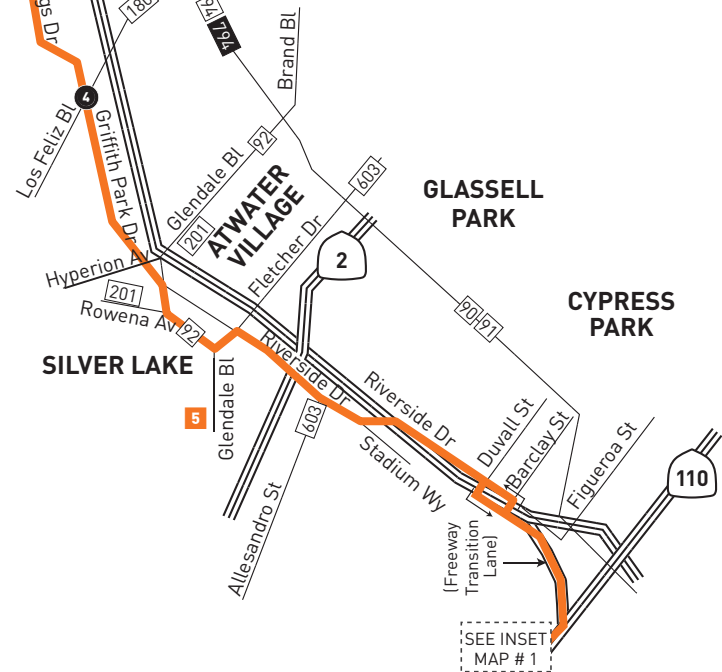 gs Dr
180
94
794
Brand Bl
4
Los Feliz Bl
Griffith Park Dr
Glendale Bl
92
201
ATWATER
VILLAGE
603
Fletcher Dr
GLASSELL
PARK
2
Hyperion Av
201
Rowena Av
92
90-91
CYPRESS
PARK
SILVER LAKE
Riverside Dr
Riverside Dr
5
Glendale Bl
603
Stadium Wy
Duvall St
Barclay St
Figueroa St
110
Allesandro St
(Freeway
Transition
Lane)
SEE INSET
MAP # 1